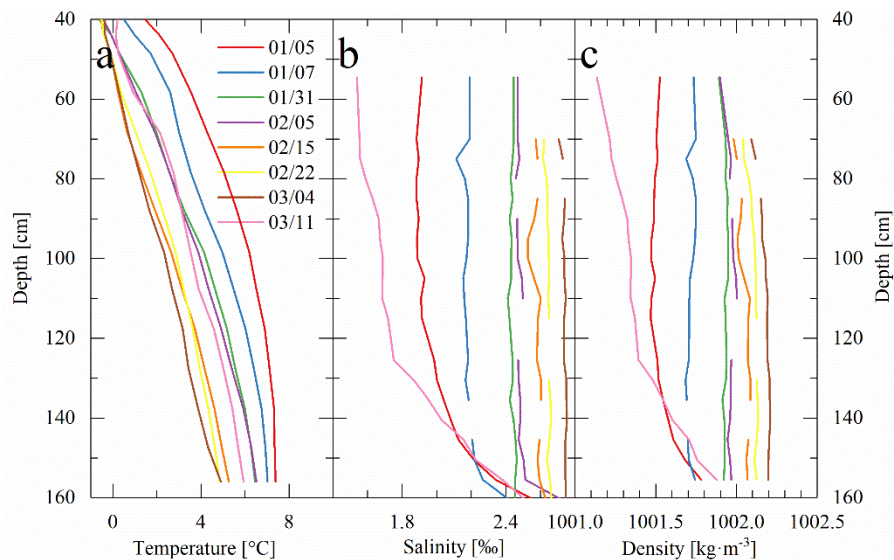 40 40
60 60
80 80
100 100
120 120
140 140
160 160
Depth [cm]
Depth [cm]
a
b
c
01/05
01/07
01/31
02/05
02/15
02/22
03/04
03/11
0 4 8 1.8 2.4 1001.0 1001.5 1002.0 1002.5
Temperature [°C] Salinity [‰] Density [kg·m⁻³]